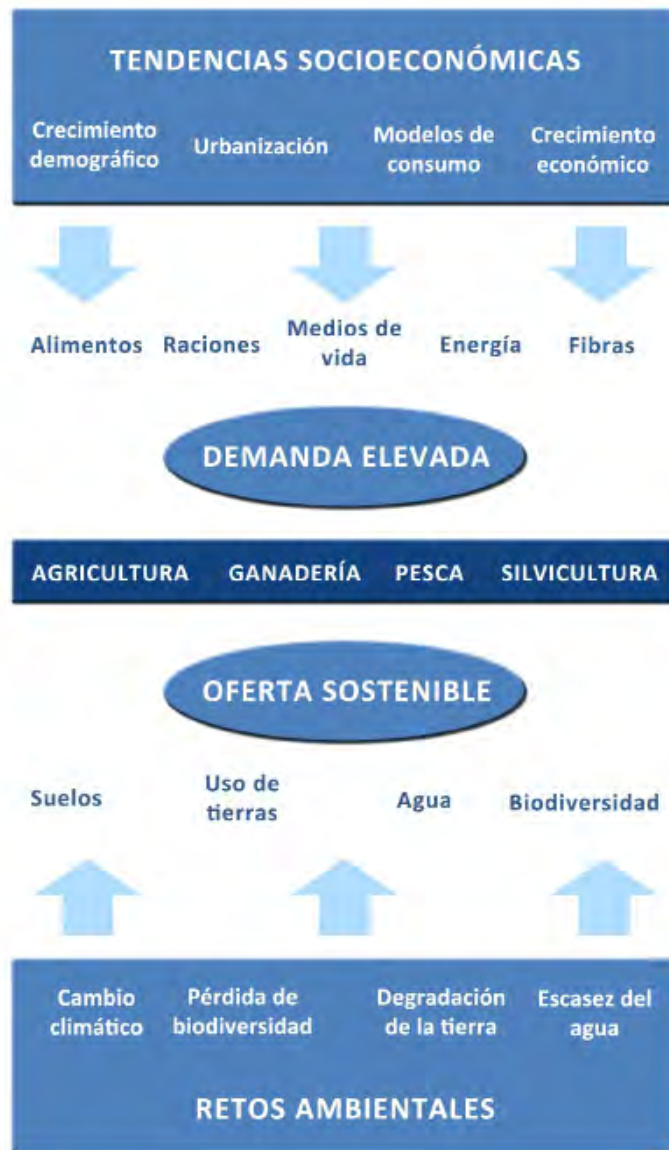 TENDENCIAS SOCIOECONÓMICAS
Crecimiento demográfico
Urbanización
Modelos de consumo
Crecimiento económico
Alimentos
Raciones
Medios de vida
Energía
Fibras
DEMANDA ELEVADA
AGRICULTURA GANADERÍA PESCA SILVICULTURA
OFERTA SOSTENIBLE
Suelos
Uso de tierras
Agua
Biodiversidad
Cambio climático
Pérdida de biodiversidad
Degradación de la tierra
Escasez del agua
RETOS AMBIENTALES